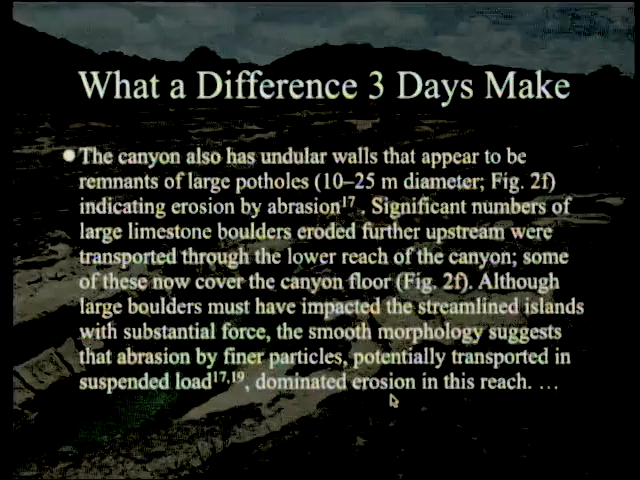 What a Difference 3 Days Make
●The canyon also has undular walls that appear to be
remnants of large potholes (10–25 m diameter; Fig. 2f)
indicating erosion by abrasion¹⁷. Significant numbers of
large limestone boulders eroded further upstream were
transported through the lower reach of the canyon; some
of these now cover the canyon floor (Fig. 2f). Although
large boulders must have impacted the streamlined islands
with substantial force, the smooth morphology suggests
that abrasion by finer particles, potentially transported in
suspended load¹⁷,¹⁹, dominated erosion in this reach. …